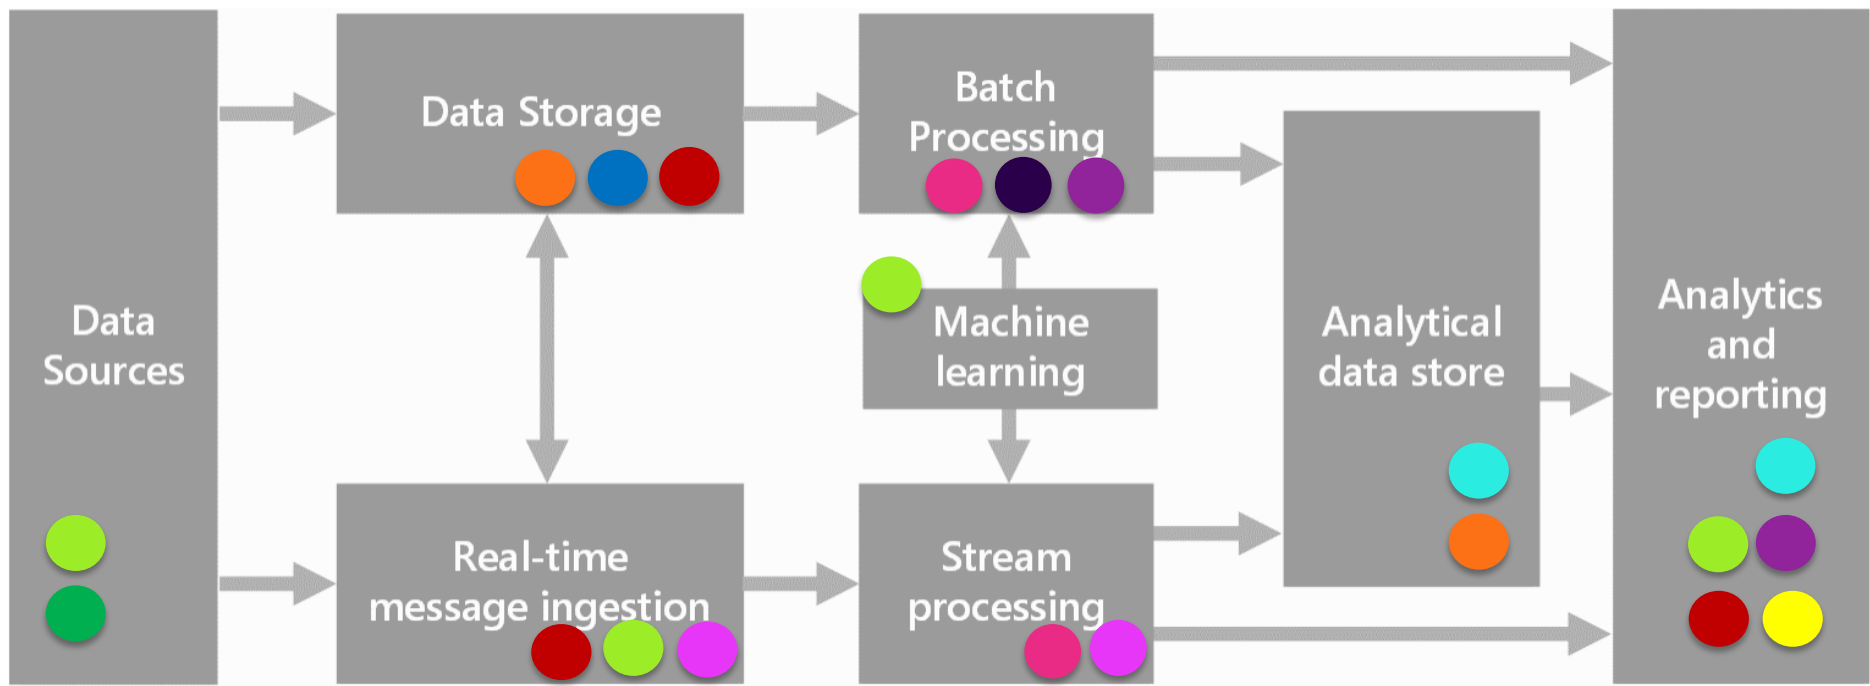 Data
Sources
Data Storage
Real-time
message ingestion
Batch
Processing
Machine
learning
Stream
processing
Analytical
data store
Analytics
and
reporting